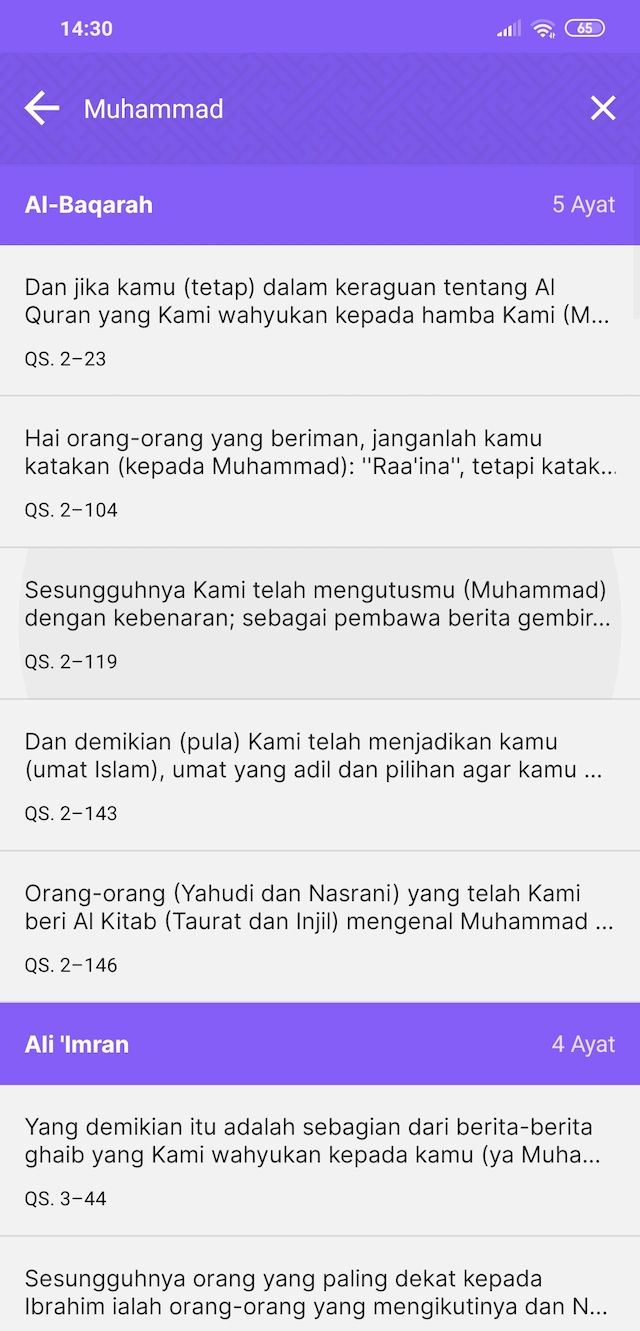 14:30
65
Muhammad
Al-Baqarah
5 Ayat
Dan jika kamu (tetap) dalam keraguan tentang Al
Quran yang Kami wahyukan kepada hamba Kami (M...
QS. 2–23
Hai orang-orang yang beriman, janganlah kamu
katakan (kepada Muhammad): "Raa'ina", tetapi katak...
QS. 2–104
Sesungguhnya Kami telah mengutusmu (Muhammad)
dengan kebenaran; sebagai pembawa berita gembir...
QS. 2–119
Dan demikian (pula) Kami telah menjadikan kamu
(umat Islam), umat yang adil dan pilihan agar kamu ...
QS. 2–143
Orang-orang (Yahudi dan Nasrani) yang telah Kami
beri Al Kitab (Taurat dan Injil) mengenal Muhammad ...
QS. 2–146
Ali 'Imran
4 Ayat
Yang demikian itu adalah sebagian dari berita-berita
ghaib yang Kami wahyukan kepada kamu (ya Muha...
QS. 3–44
Sesungguhnya orang yang paling dekat kepada
Ibrahim ialah orang-orang yang mengikutinya dan N...